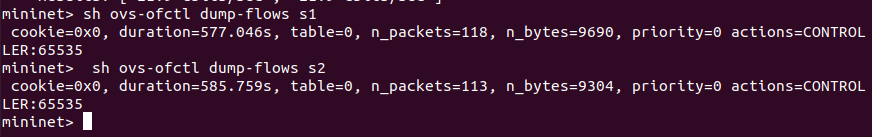 mininet> sh ovs-ofctl dump-flows s1
 cookie=0x0, duration=577.046s, table=0, n_packets=118, n_bytes=9690, priority=0 actions=CONTROL
LER:65535
mininet>  sh ovs-ofctl dump-flows s2
 cookie=0x0, duration=585.759s, table=0, n_packets=113, n_bytes=9304, priority=0 actions=CONTROL
LER:65535
mininet>